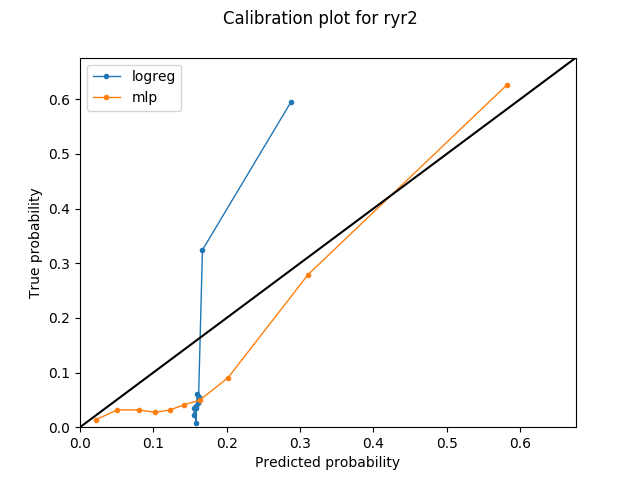 Calibration plot for ryr2
logreg
mlp
True probability
0.6
0.5
0.4
0.3
0.2
0.1
0.0
0.0 0.1 0.2 0.3 0.4 0.5 0.6
Predicted probability